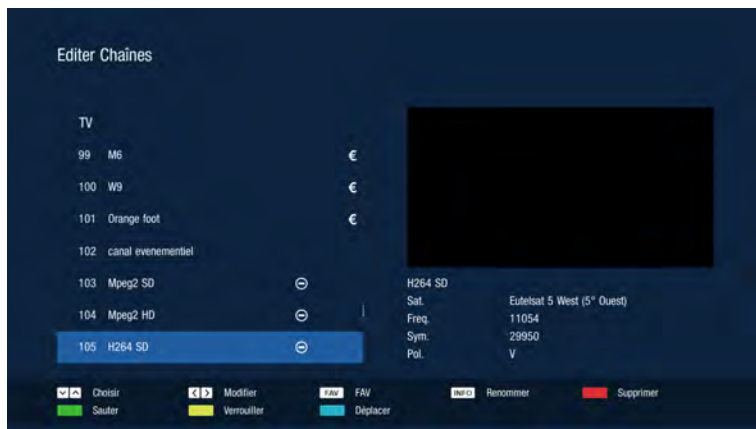 Editer Chaînes
TV
99 M6 €
100 W9 €
101 Orange foot €
102 canal evenementiel
103 Mpeg2 SD
104 Mpeg2 HD
105 H264 SD
H264 SD
Sat. Eutelsat 5 West (5° Ouest)
Freq. 11054
Sym. 29950
Pol. V
Choisir Modifier FAV FAV INFO Renommer Supprimer
Sauter Verrouiller Déplacer